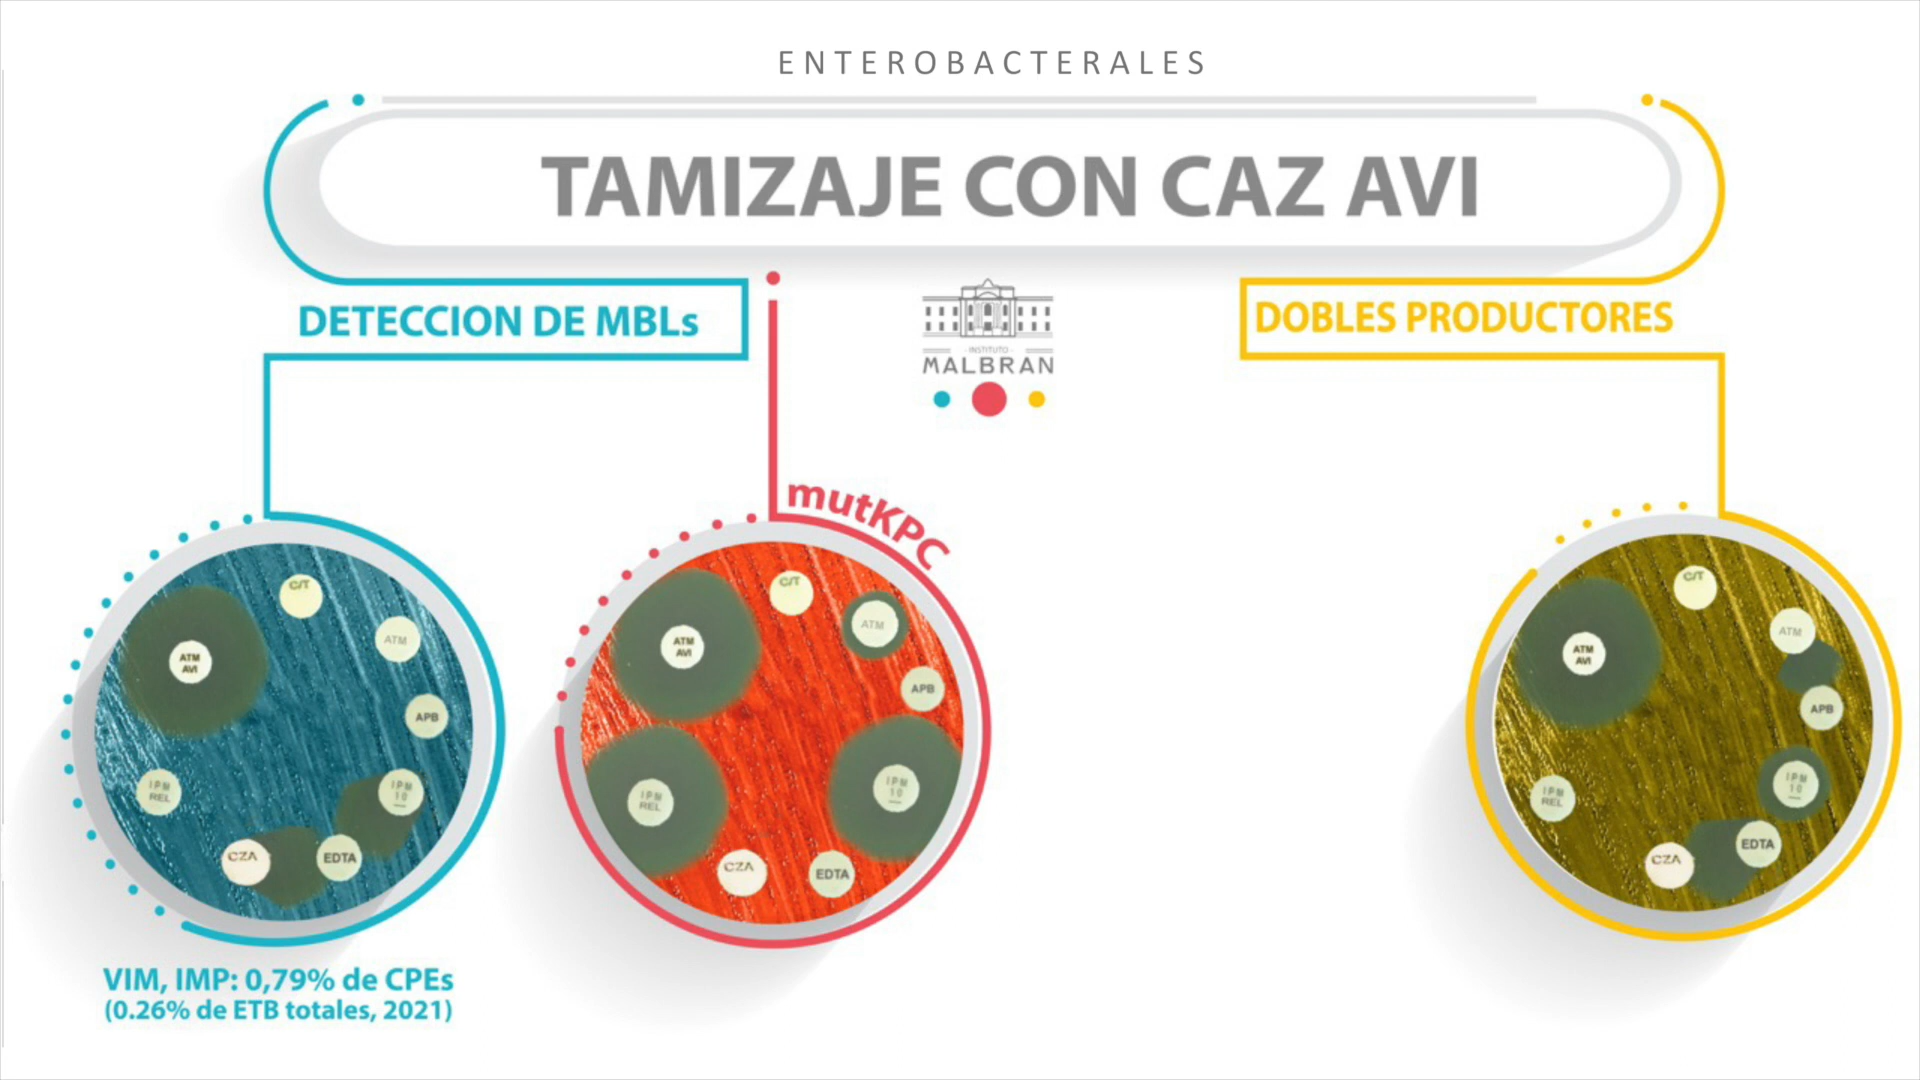 ENTEROBACTERALES
TAMIZAJE CON CAZ AVI
DETECCION DE MBLs
INSTITUTO
MALBRAN
DOBLES PRODUCTORES
mutKPC
C/T
ATM
AVI
ATM
APB
IPM
REL
IPM
10
CZA
EDTA
C/T
ATM
AVI
ATM
APB
IPM
REL
IPM
10
CZA
EDTA
C/T
ATM
AVI
ATM
APB
IPM
REL
IPM
10
CZA
EDTA
VIM, IMP: 0,79% de CPEs
(0.26% de ETB totales, 2021)